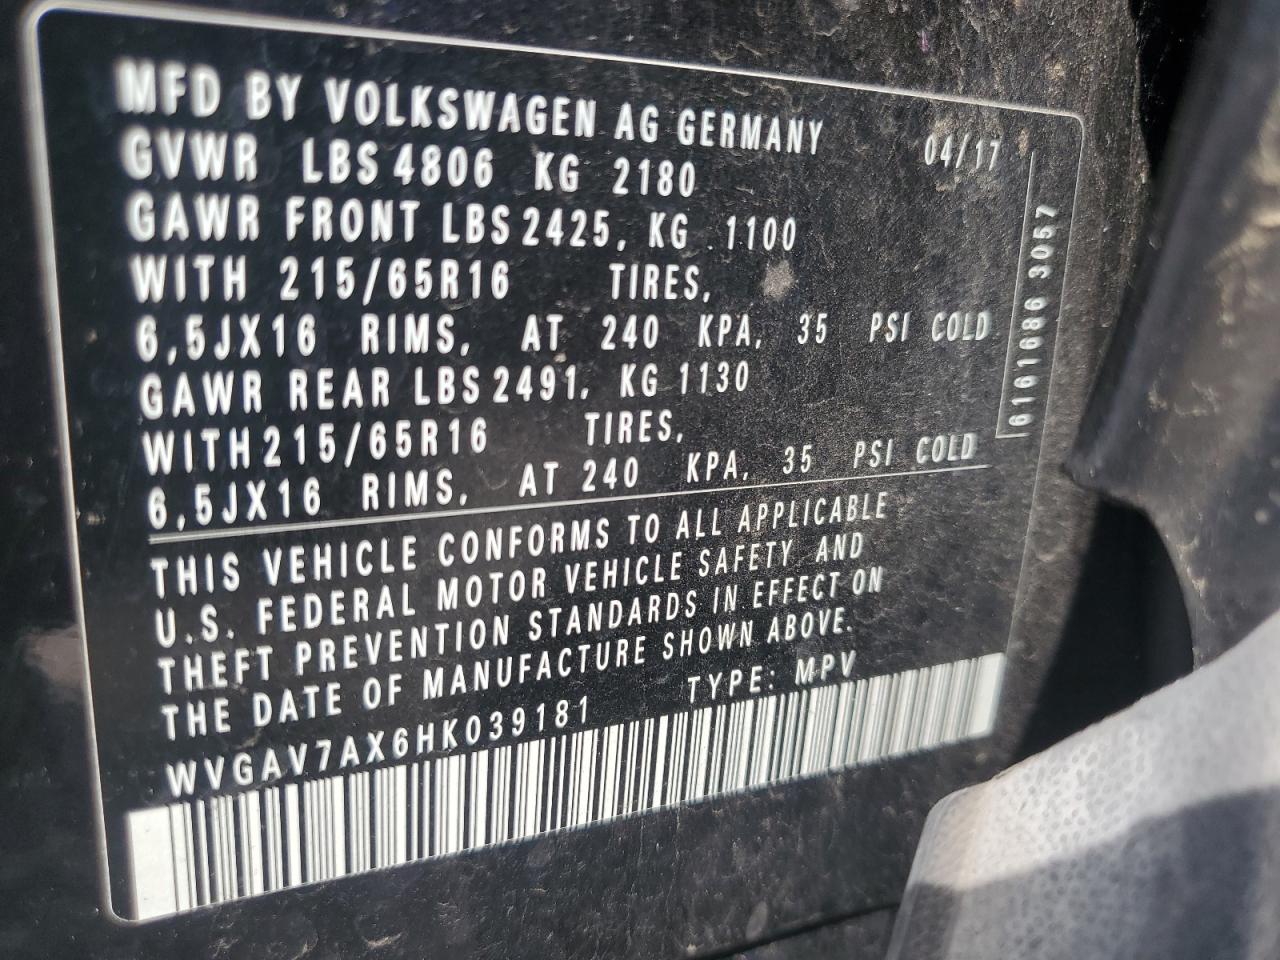 MFD BY VOLKSWAGEN AG GERMANY 04/17
GVWR LBS 4806 KG 2180
GAWR FRONT LBS 2425, KG 1100
WITH 215/65R16 TIRES,
6,5JX16 RIMS, AT 240 KPA, 35 PSI COLD
GAWR REAR LBS 2491, KG 1130
WITH 215/65R16 TIRES,
6,5JX16 RIMS, AT 240 KPA, 35 PSI COLD
THIS VEHICLE CONFORMS TO ALL APPLICABLE
U.S. FEDERAL MOTOR VEHICLE SAFETY AND
THEFT PREVENTION STANDARDS IN EFFECT ON
THE DATE OF MANUFACTURE SHOWN ABOVE.
WVGAV7AX6HK039181 TYPE: MPV
6161686 3057